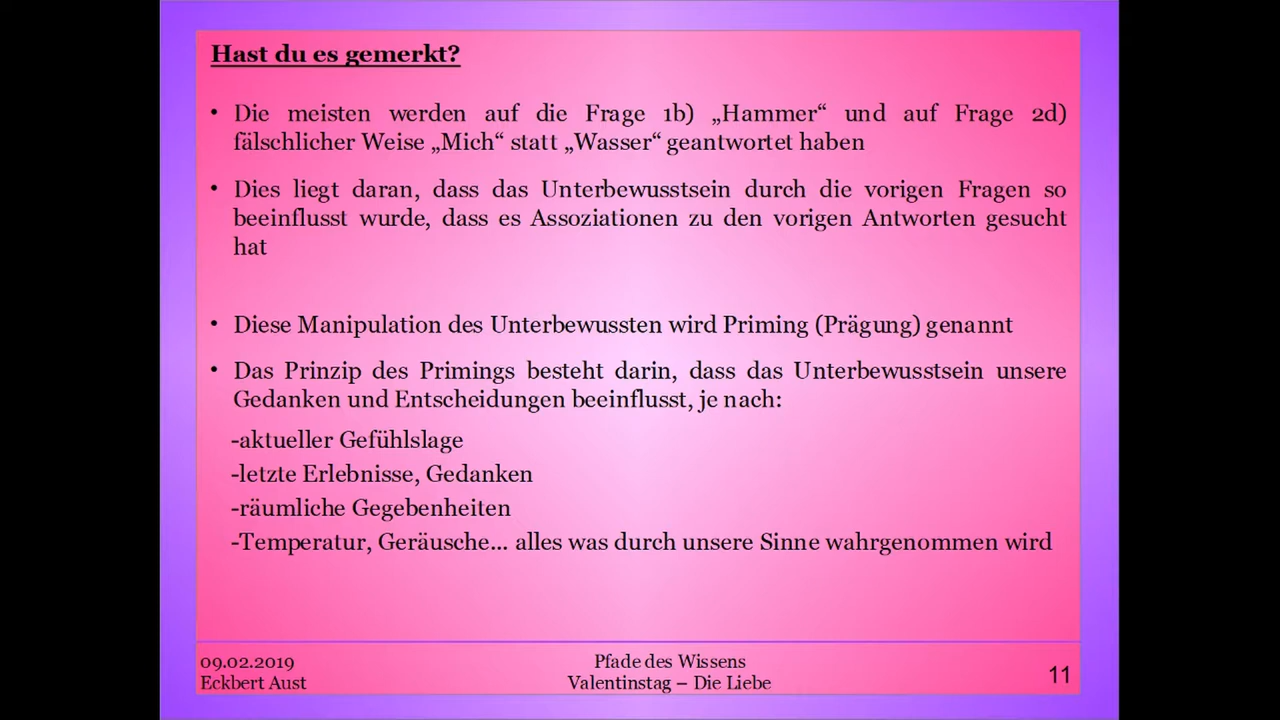 Hast du es gemerkt?
• Die meisten werden auf die Frage 1b) „Hammer“ und auf Frage 2d)
fälschlicher Weise „Mich“ statt „Wasser“ geantwortet haben
• Dies liegt daran, dass das Unterbewusstsein durch die vorigen Fragen so
beeinflusst wurde, dass es Assoziationen zu den vorigen Antworten gesucht
hat
• Diese Manipulation des Unterbewussten wird Priming (Prägung) genannt
• Das Prinzip des Primings besteht darin, dass das Unterbewusstsein unsere
Gedanken und Entscheidungen beeinflusst, je nach:
-aktueller Gefühlslage
-letzte Erlebnisse, Gedanken
-räumliche Gegebenheiten
-Temperatur, Geräusche... alles was durch unsere Sinne wahrgenommen wird
09.02.2019
Eckbert Aust
Pfade des Wissens
Valentinstag – Die Liebe
11